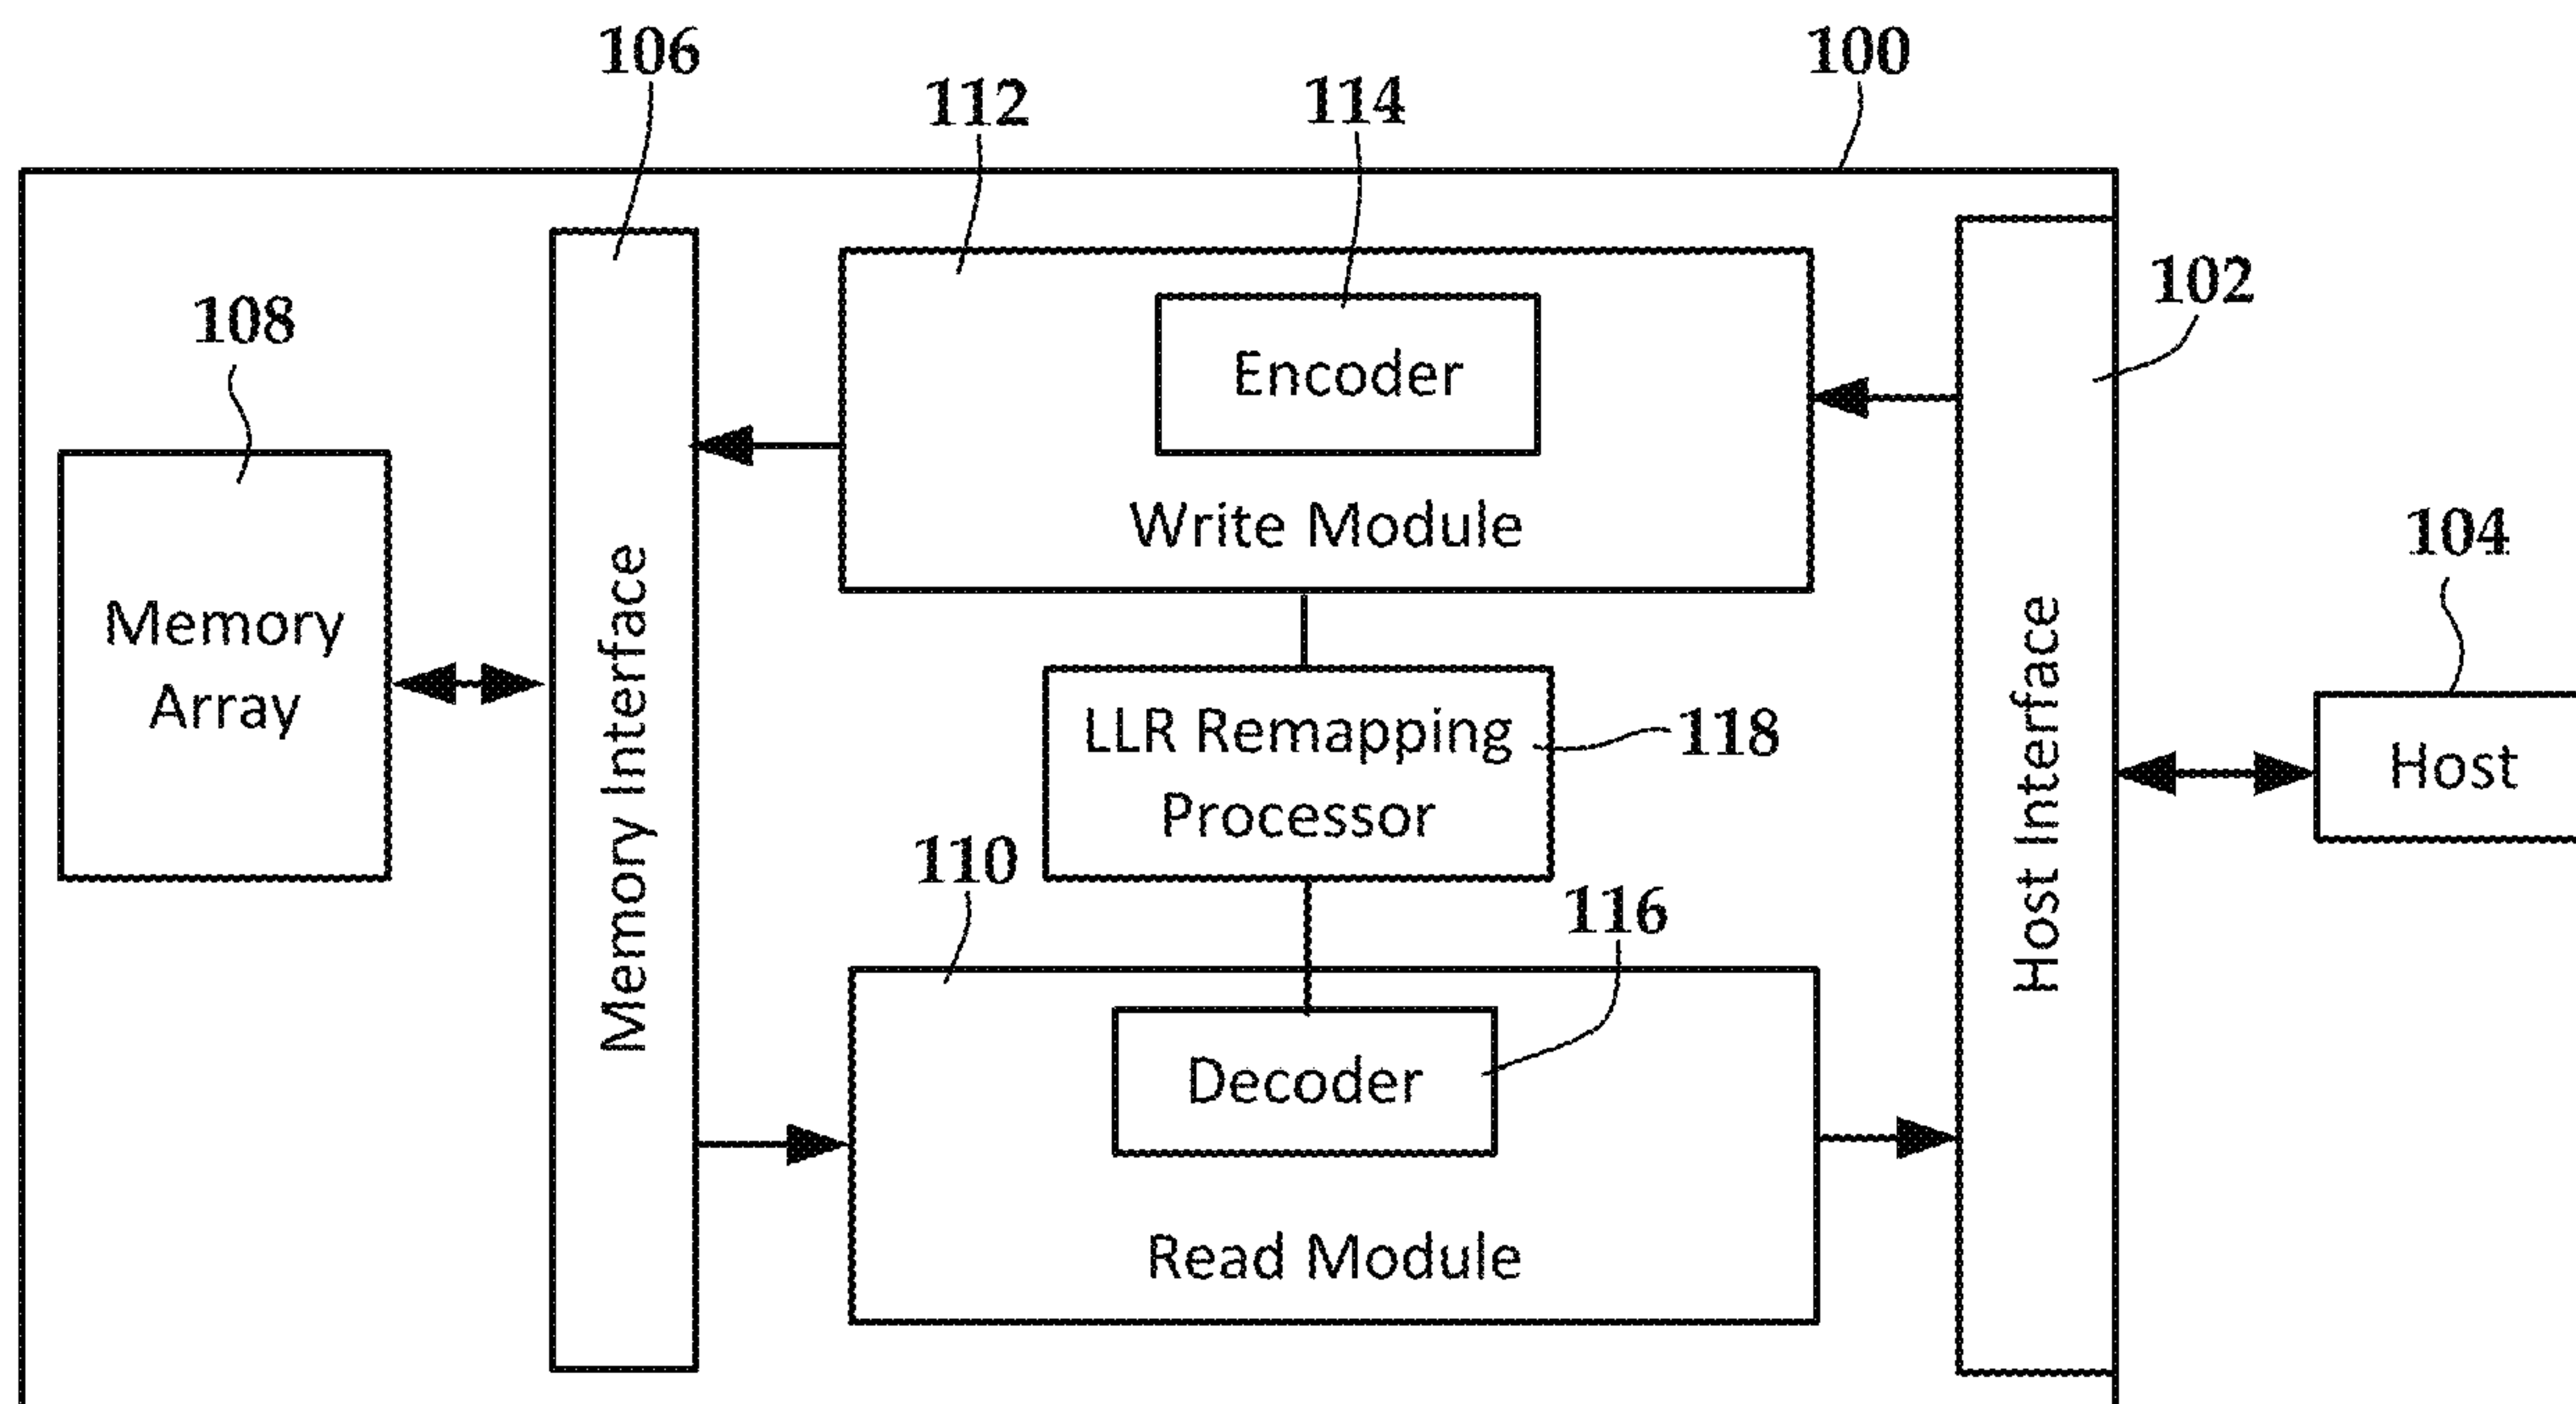 106
100
112
114
102
108
Encoder
Write Module
104
Memory
Array
Memory Interface
LLR Remapping
Processor
118
Host Interface
Host
110
116
Decoder
Read Module